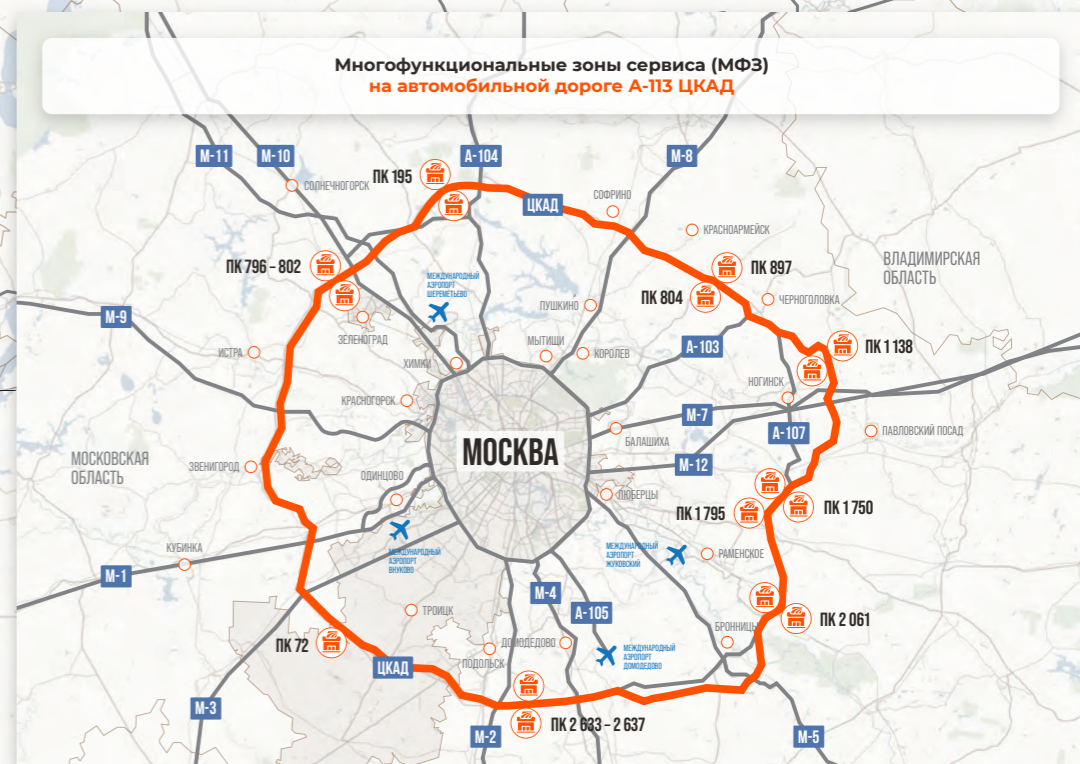 Многофункциональные зоны сервиса (МФЗ)
на автомобильной дороге А-113 ЦКАД
М-11
М-10
А-104
М-8
ПК 195
СОЛНЕЧНОГОРСК
ЦКАД
СОФРИНО
КРАСНОАРМЕЙСК
ВЛАДИМИРСКАЯ
ОБЛАСТЬ
ПК 796 – 802
МЕЖДУНАРОДНЫЙ
АЭРОПОРТ
ШЕРЕМЕТЬЕВО
ПК 897
ПК 804
ЧЕРНОГОЛОВКА
ПУШКИНО
М-9
ЗЕЛЕНОГРАД
МЫТИЩИ
КОРОЛЕВ
А-103
ПК 1 138
ИСТРА
ХИМКИ
НОГИНСК
КРАСНОГОРСК
М-7
А-107
ПАВЛОВСКИЙ ПОСАД
БАЛАШИХА
МОСКВА
МОСКОВСКАЯ
ОБЛАСТЬ
ЗВЕНИГОРОД
М-12
ОДИНЦОВО
ЛЮБЕРЦЫ
ПК 1 795
ПК 1 750
КУБИНКА
МЕЖДУНАРОДНЫЙ
АЭРОПОРТ
ВНУКОВО
МЕЖДУНАРОДНЫЙ
АЭРОПОРТ
ЖУКОВСКИЙ
РАМЕНСКОЕ
М-1
М-4
А-105
ТРОИЦК
ПК 2 061
БРОННИЦЫ
ПК 72
ДОМОДЕДОВО
МЕЖДУНАРОДНЫЙ
АЭРОПОРТ
ДОМОДЕДОВО
ЦКАД
ПОДОЛЬСК
М-3
ПК 2 633 – 2 637
М-2
М-5